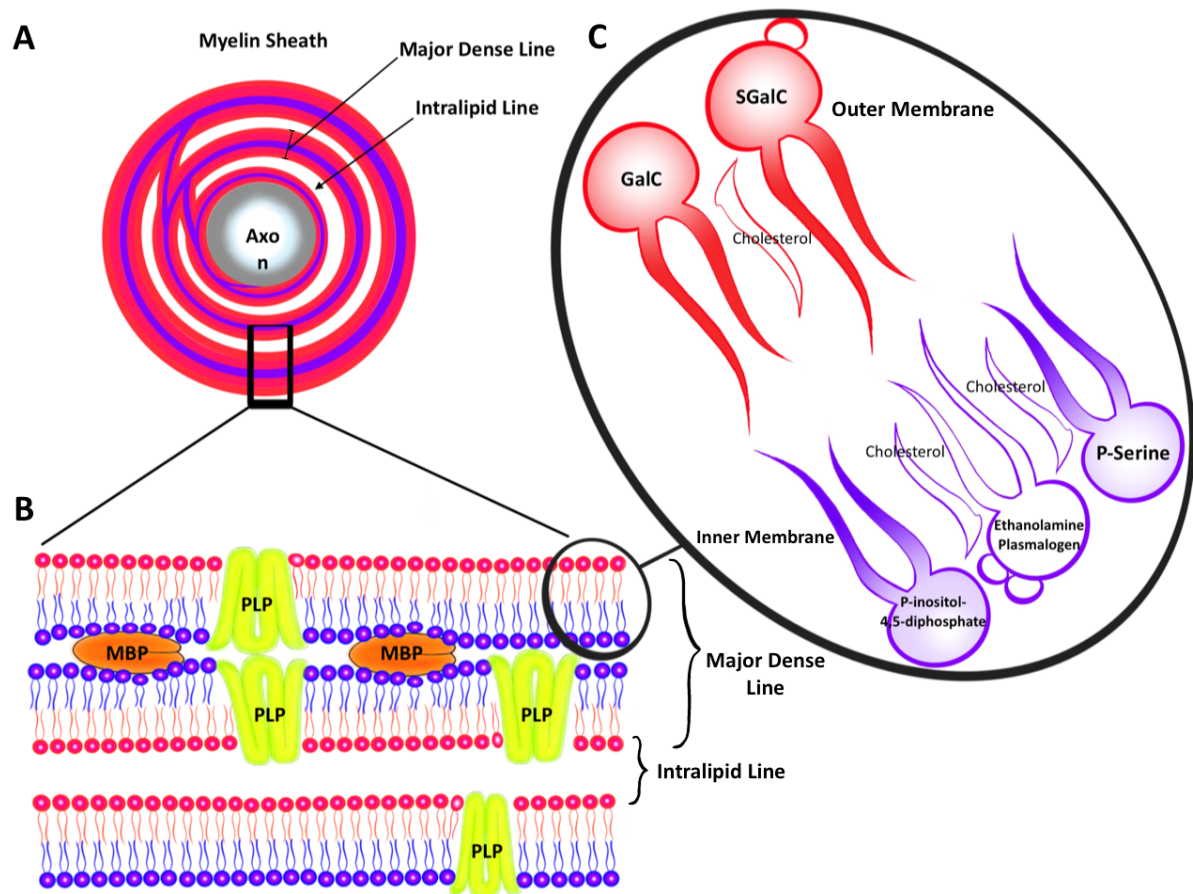 A
Myelin Sheath
Major Dense Line
Intralipid Line
Axo
n
C
SGalC
Outer Membrane
GalC
Cholesterol
Cholesterol
Cholesterol
P-Serine
Ethanolamine
Plasmalogen
P-inositol-
4,5-diphosphate
Inner Membrane
B
PLP
MBP
MBP
PLP
PLP
Major Dense
Line
Intralipid Line
PLP